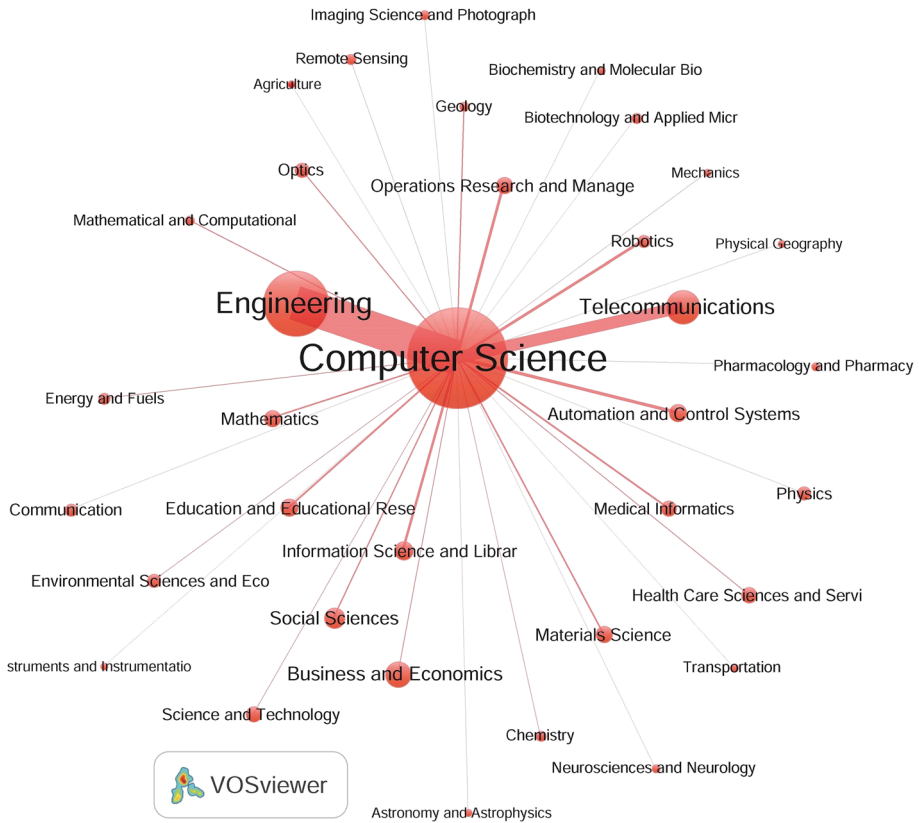 Imaging Science and Photograph
Remote Sensing
Biochemistry and Molecular Bio
Agriculture
Geology
Biotechnology and Applied Micr
Optics
Mechanics
Operations Research and Manage
Mathematical and Computational
Robotics
Physical Geography
Engineering
Telecommunications
Computer Science
Pharmacology and Pharmacy
Energy and Fuels
Automation and Control Systems
Mathematics
Physics
Communication
Education and Educational Rese
Medical Informatics
Information Science and Librar
Environmental Sciences and Eco
Health Care Sciences and Servi
Social Sciences
Materials Science
struments and Instrumentatio
Transportation
Business and Economics
Science and Technology
Chemistry
Neurosciences and Neurology
VOSviewer
Astronomy and Astrophysics